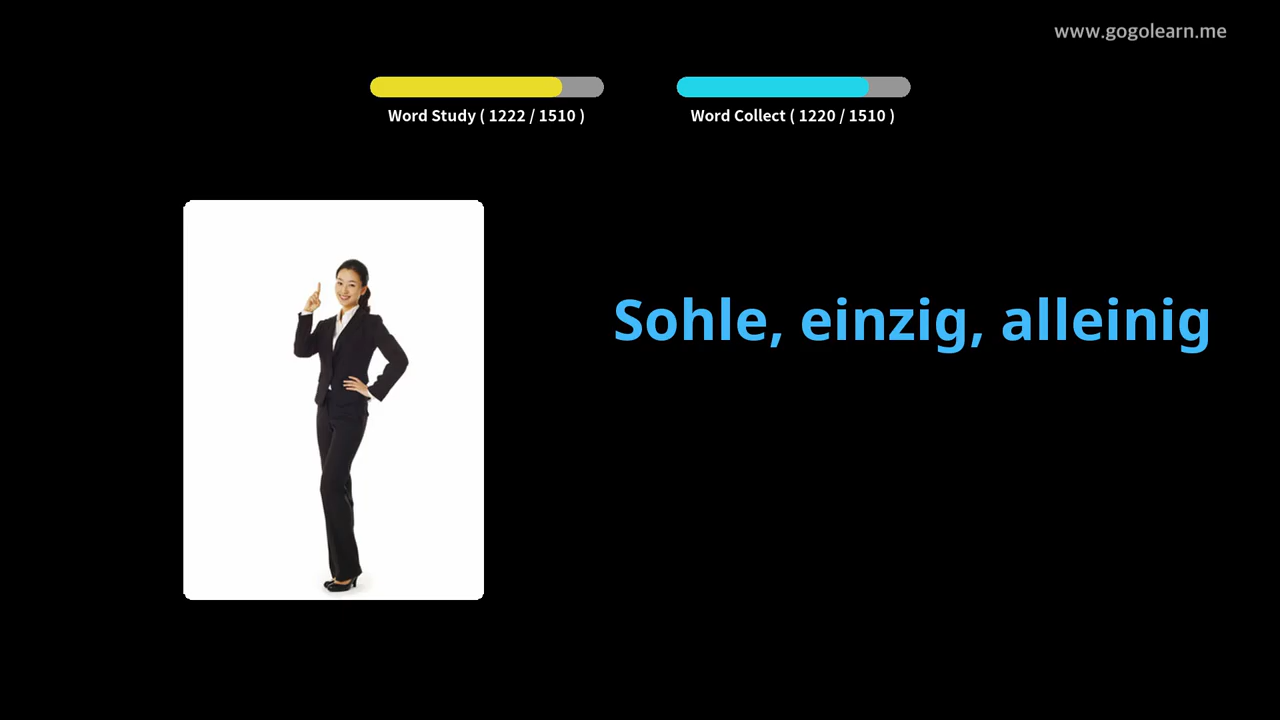 www.gogolearn.me
Word Study ( 1222 / 1510 )
Word Collect ( 1220 / 1510 )
Sohle, einzig, alleinig